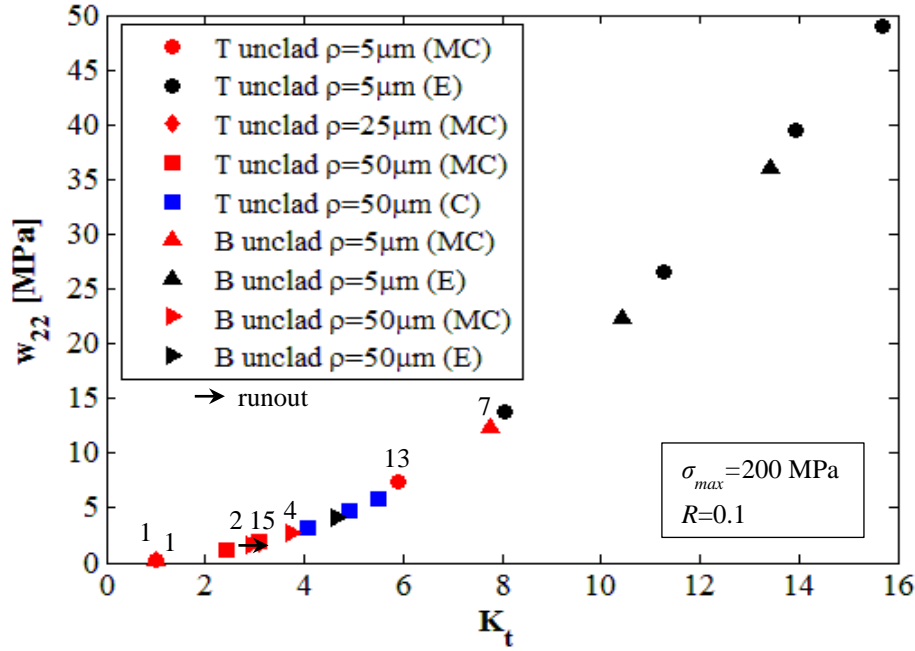 50
45
40
35
30
25
20
15
10
5
0
w22 [MPa]
T unclad ρ=5µm (MC)
T unclad ρ=5µm (E)
T unclad ρ=25µm (MC)
T unclad ρ=50µm (MC)
T unclad ρ=50µm (C)
B unclad ρ=5µm (MC)
B unclad ρ=5µm (E)
B unclad ρ=50µm (MC)
B unclad ρ=50µm (E)
runout
7
13
σmax=200 MPa
R=0.1
1 1 2 15 4
0 2 4 6 8 10 12 14 16
Kt